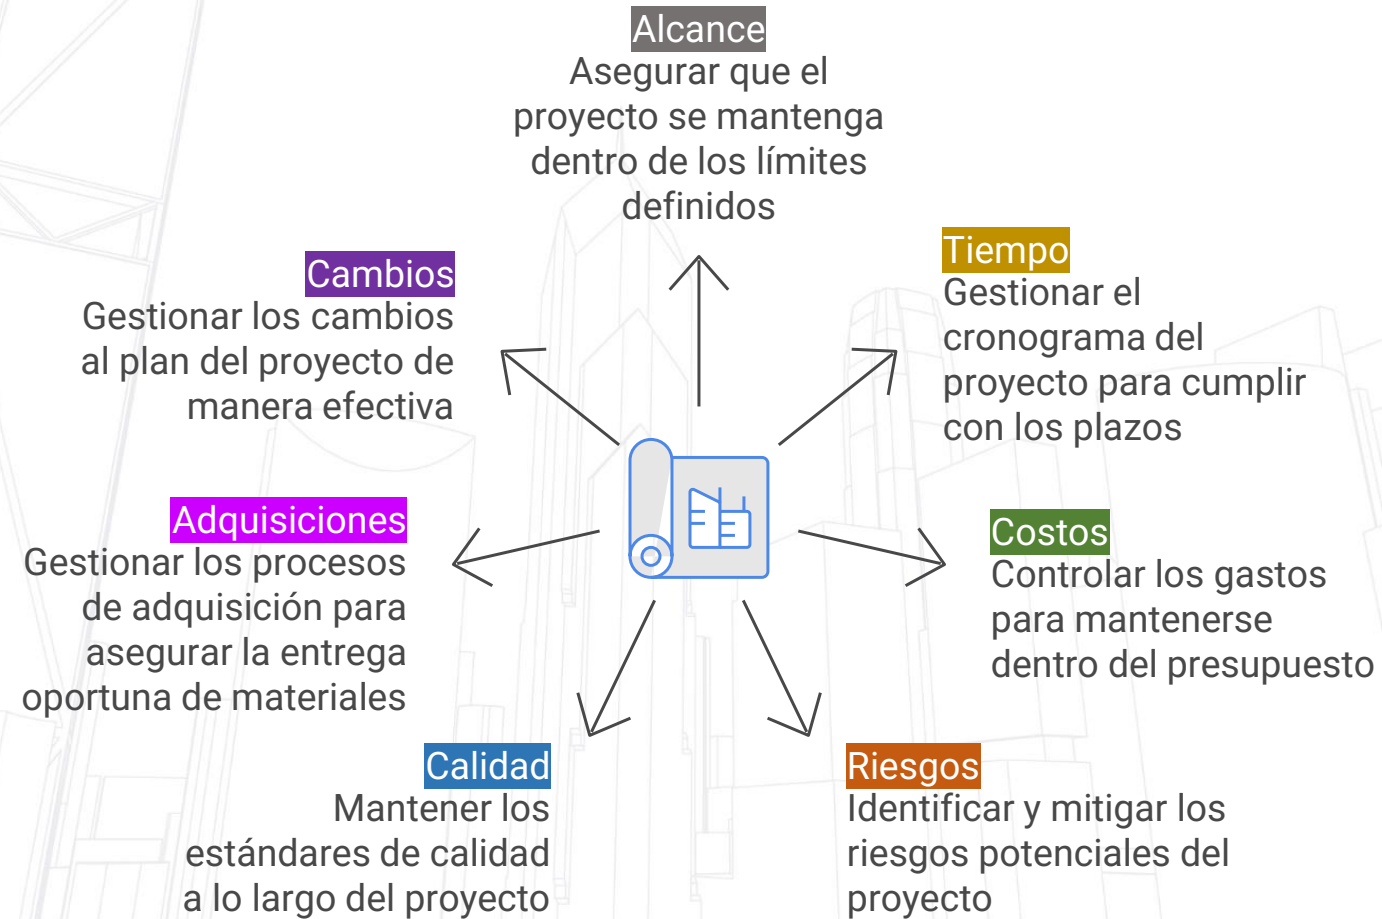 Alcance
Asegurar que el
proyecto se mantenga
dentro de los límites
definidos
Tiempo
Gestionar el
cronograma del
proyecto para cumplir
con los plazos
Costos
Controlar los gastos
para mantenerse
dentro del presupuesto
Riesgos
Identificar y mitigar los
riesgos potenciales del
proyecto
Calidad
Mantener los
estándares de calidad
a lo largo del proyecto
Adquisiciones
Gestionar los procesos
de adquisición para
asegurar la entrega
oportuna de materiales
Cambios
Gestionar los cambios
al plan del proyecto de
manera efectiva